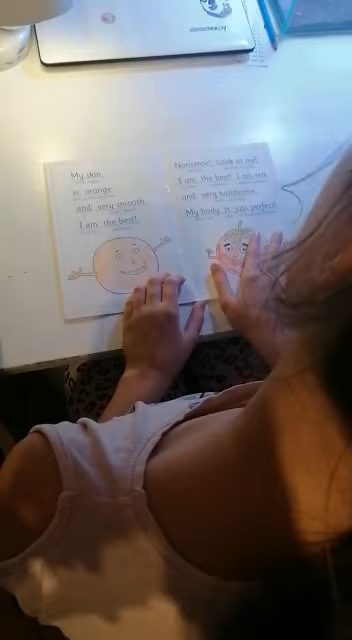 lenovo
My skin
is orange
and very smooth.
I am the best!
Nonsense! Look at me!
I am the best! I am red
and very handsome.
My body is just perfect!